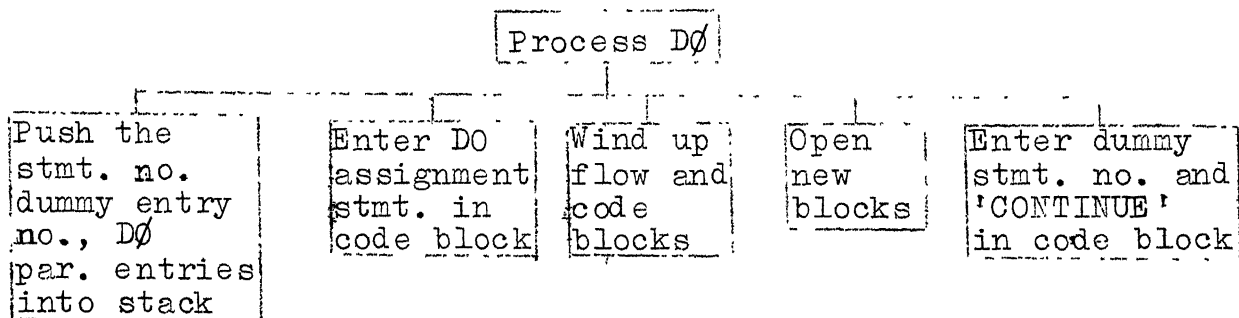 Process DØ
Push the
stmt. no.
dummy entry
no., DØ
par. entries
into stack
Enter DO
assignment
stmt. in
code block
Wind up
flow and
code
blocks
Open
new
blocks
Enter dummy
stmt. no. and
'CONTINUE'
in code block